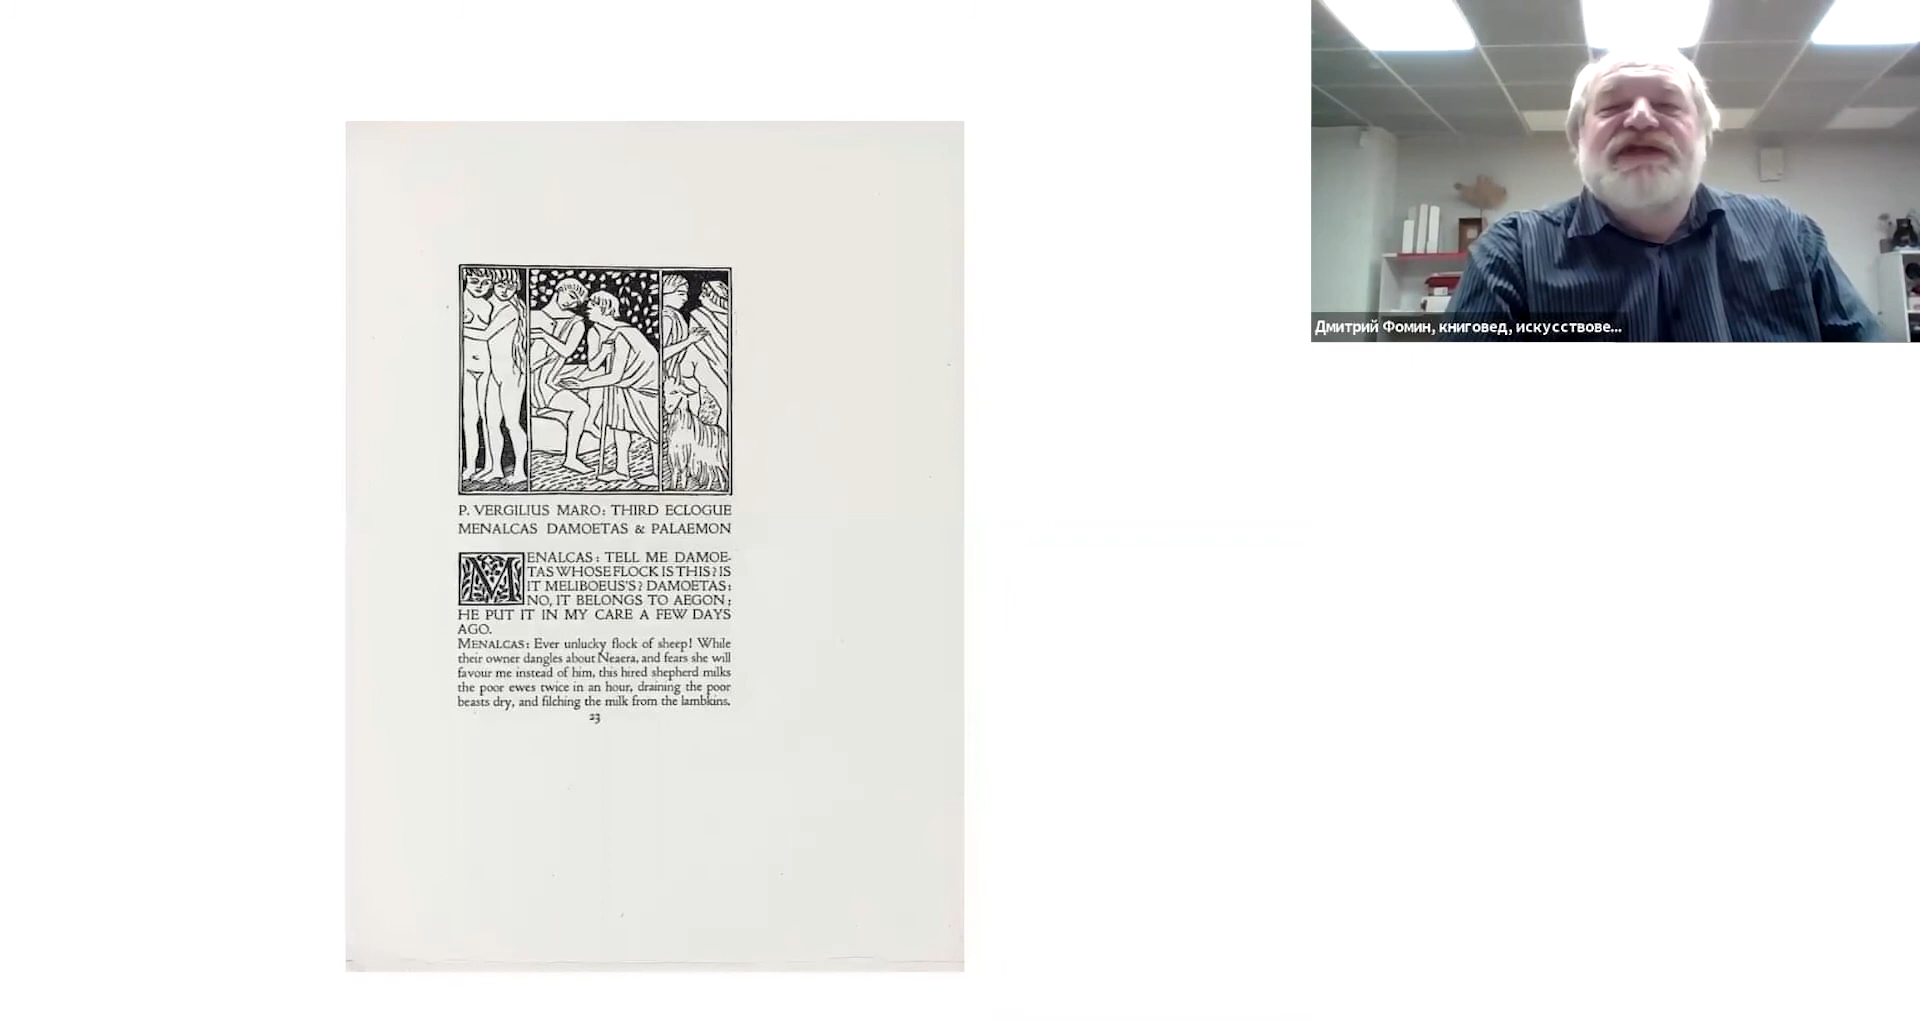 P. VERGILIUS MARO: THIRD ECLOGUE
MENALCAS DAMOETAS & PALAEMON
MENALCAS: TELL ME DAMOE-
TAS WHOSE FLOCK IS THIS? IS
IT MELIBOEUS'S? DAMOETAS:
NO, IT BELONGS TO AEGON;
HE PUT IT IN MY CARE A FEW DAYS
AGO.
MENALCAS: Ever unlucky flock of sheep! While
their owner dangles about Neaera, and fears she will
favour me instead of him, this hired shepherd milks
the poor ewes twice in an hour, draining the poor
beasts dry, and filching the milk from the lambkins.
23
Дмитрий Фомин, книговед, искусствове...